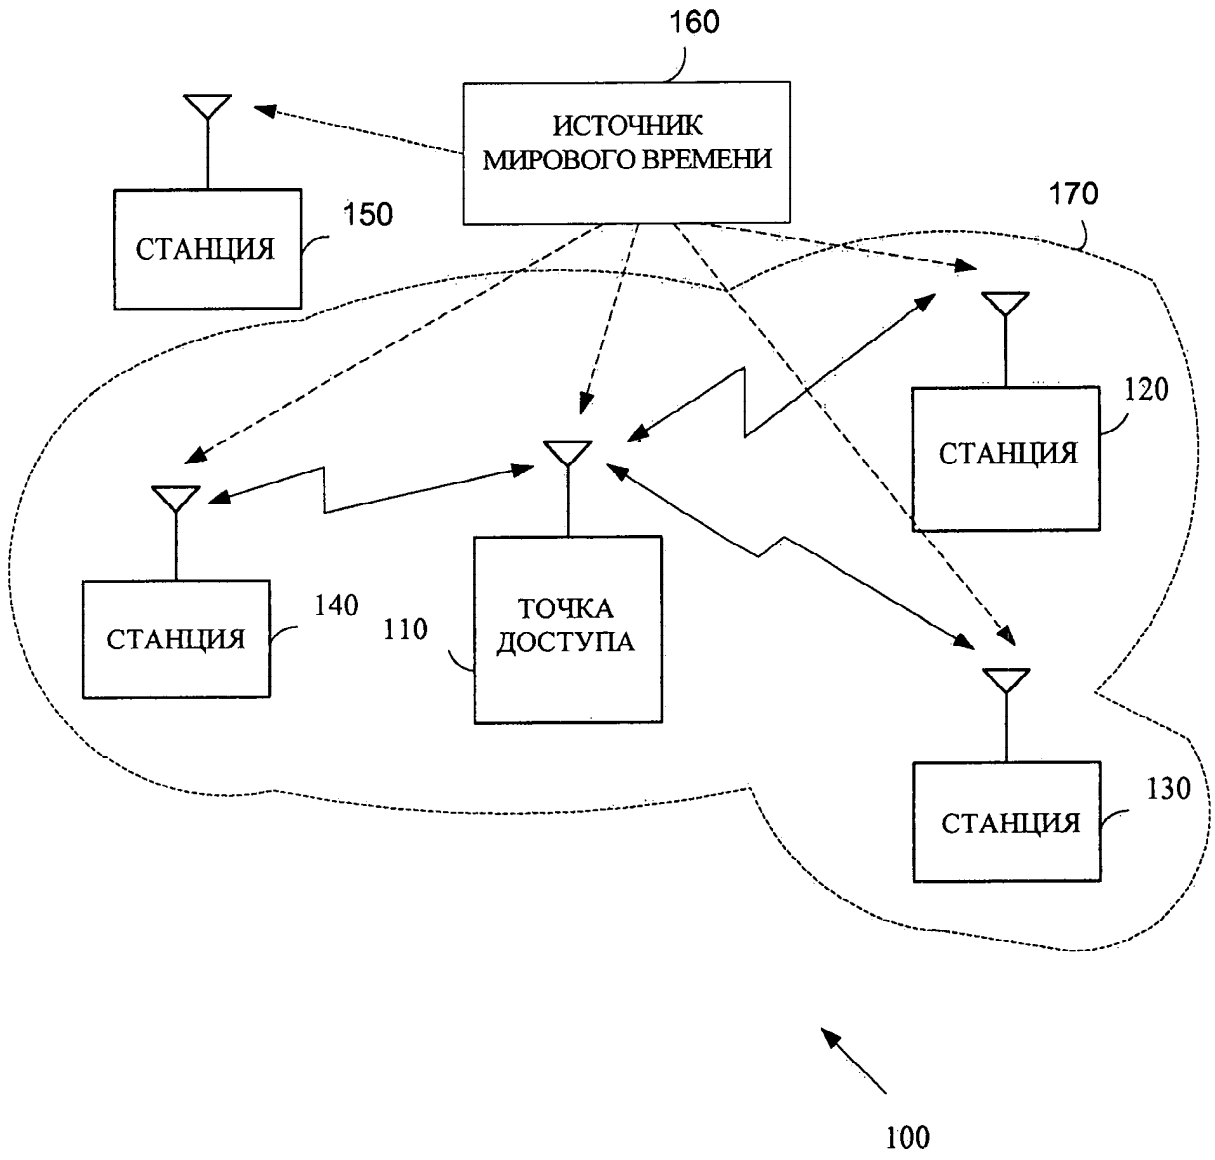 160
ИСТОЧНИК
МИРОВОГО ВРЕМЕНИ
150
СТАНЦИЯ
170
120
СТАНЦИЯ
140
СТАНЦИЯ
110
ТОЧКА
ДОСТУПА
130
СТАНЦИЯ
100